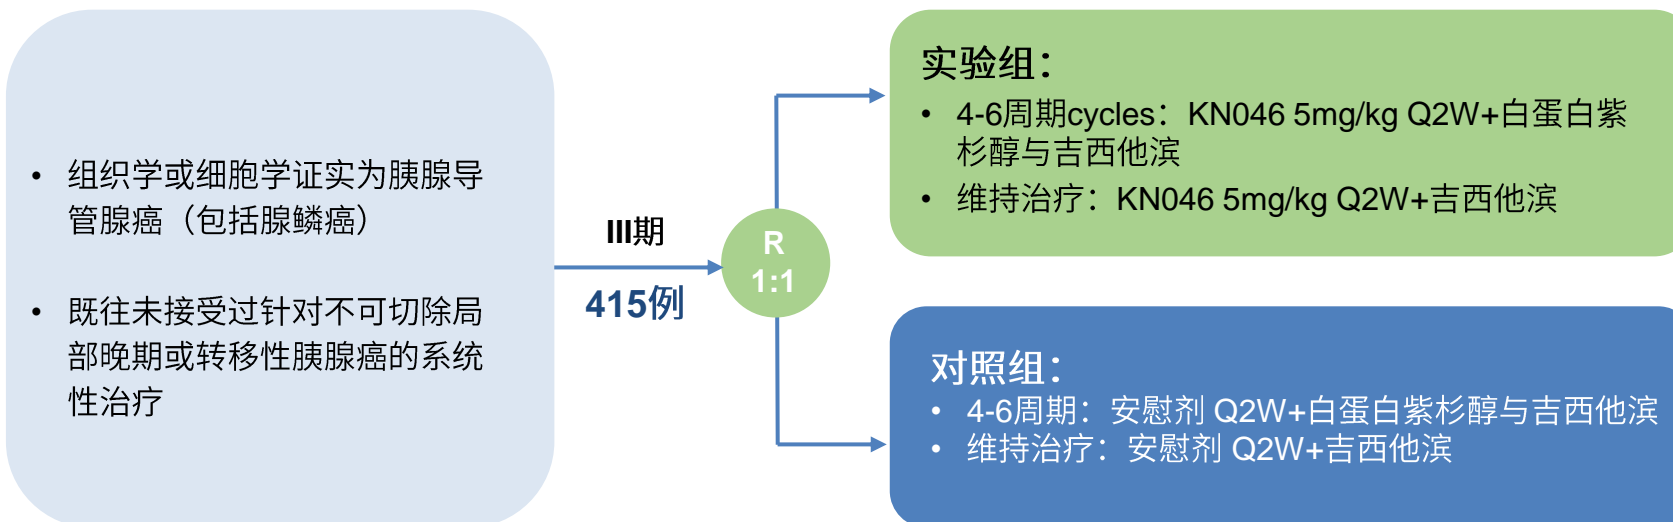 • 组织学或细胞学证实为胰腺导
管腺癌（包括腺鳞癌）
• 既往未接受过针对不可切除局
部晚期或转移性胰腺癌的系统
性治疗
III期
415例
R
1:1
实验组：
• 4-6周期cycles：KN046 5mg/kg Q2W+白蛋白紫
杉醇与吉西他滨
• 维持治疗：KN046 5mg/kg Q2W+吉西他滨
对照组：
• 4-6周期：安慰剂 Q2W+白蛋白紫杉醇与吉西他滨
• 维持治疗：安慰剂 Q2W+吉西他滨